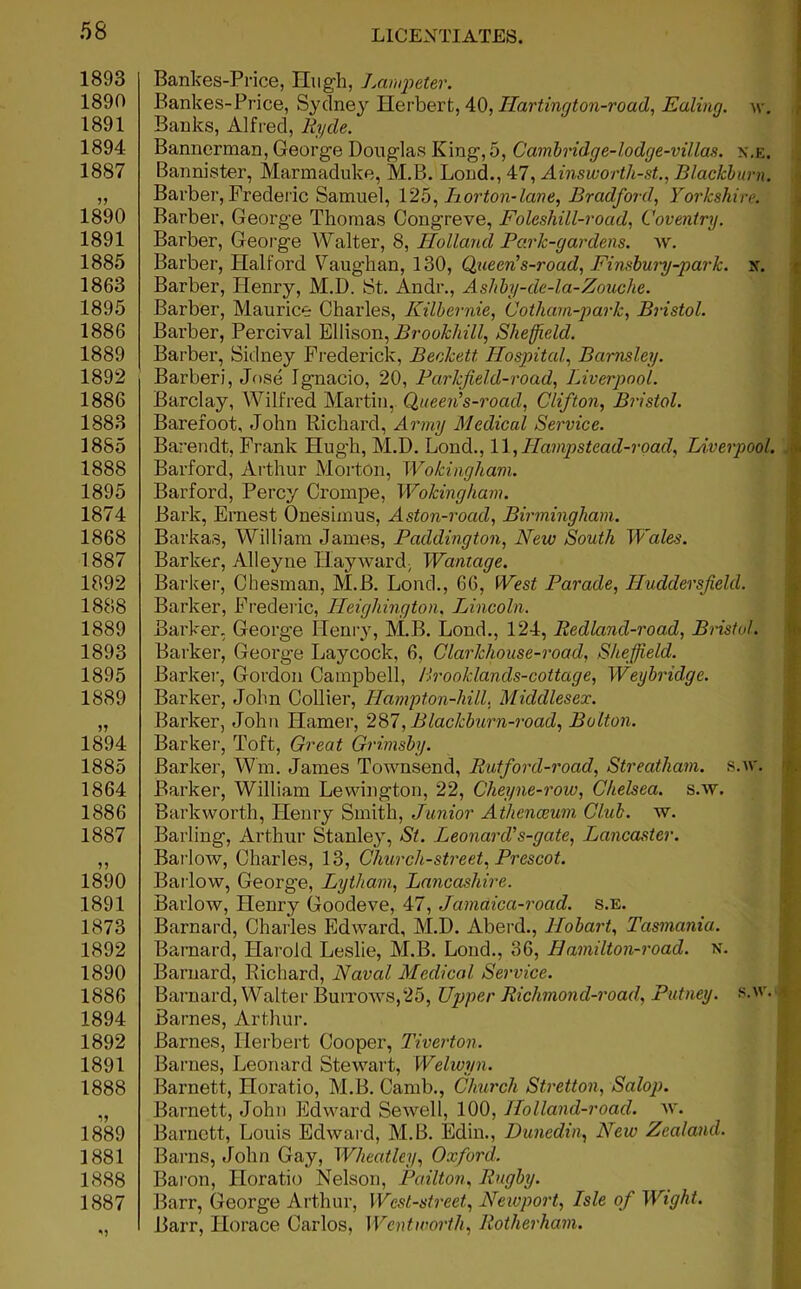 58 LICENTIATES.
1893 Bankes-Price, Hugh, Lampeter.
1890 Bankes-Price, Sydney Herbert, 40, Hartington-road, Ealing. w.
1891 Banks, Alfred, Ryde.
1894 Bannerman, George Douglas King, 5, Cambridge-lodge-villas. N.E.
1887 Bannister, Marmaduke, M.B. Lond., 47, Ainsworth-st., Blackburn.
„ Barber, Frederic Samuel, 125, Horton-lane, Bradford, Yorkshire.
1890 Barber, George Thomas Congreve, Foleshill-road, Coventry.
1891 Barber, George Walter, 8, Holland Park-gardens. w.
1885 Barber, Halford Vaughan, 130, Queen's-road, Finsbury-park. N.
1863 Barber, Henry, M.D. St. Andr., Ashby-de-la-Zouche.
1895 Barber, Maurice Charles, Kilbernie, Cotham-park, Bristol.
1886 Barber, Percival Ellison, Brookhill, Sheffield.
1889 Barber, Sidney Frederick, Beckett Hospital, Barnsley.
1892 Barberi, José Ignacio, 20, Parkfield-road, Liverpool.
1886 Barclay, Wilfred Martin, Queen's-road, Clifton, Bristol.
1883 Barefoot, John Richard, Army Medical Service.
1885 Barendt, Frank Hugh, M.D. Lond., 11, Hampstead-road, Liverpool.
1888 Barford, Arthur Morton, Wokingham.
1895 Barford, Percy Crompe, Wokingham.
1874 Bark, Ernest Onesimus, Aston-road, Birmingham.
1868 Barkas, William James, Paddington, New South Wales.
1887 Barker, Alleyne Hayward, Wantage.
1892 Barker, Chesman, M.B. Lond., 66, West Parade, Huddersfield.
1888 Barker, Frederic, Heighington, Lincoln.
1889 Barker, George Henry, M.B. Lond., 124, Redland-road, Bristol.
1893 Barker, George Laycock, 6, Clarkhouse-road, Sheffield.
1895 Barker, Gordon Campbell, Brooklands-cottage, Weybridge.
1889 Barker, John Collier, Hampton-hill, Middlesex.
„ Barker, John Hamer, 287, Blackburn-road, Bolton.
1894 Barker, Toft, Great Grimsby.
1885 Barker, Wm. James Townsend, Rutford-road, Streatham. s.w.
1864 Barker, William Lewington, 22, Cheyne-row, Chelsea. s.w.
1886 Barkworth, Henry Smith, Junior Athenæum Club. w.
1887 Barling, Arthur Stanley, St. Leonard's-gate, Lancaster.
„ Barlow, Charles, 13, Church-street, Prescot.
1890 Barlow, George, Lytham, Lancashire.
1891 Barlow, Henry Goodeve, 47, Jamaica-road. s.E.
1873 Barnard, Charles Edward, M.D. Aberd., Hobart, Tasmania.
1892 Barnard, Harold Leslie, M.B. Lond., 36, Hamilton-road. N.
1890 Barnard, Richard, Naval Medical Service.
1886 Barnard, Walter Burrows, 25, Upper Richmond-road, Putney. s.w.
1894 Barnes, Arthur.
1892 Barnes, Herbert Cooper, Tiverton.
1891 Barnes, Leonard Stewart, Welwyn.
1888 Barnett, Horatio, M.B. Camb., Church Stretton, Salop.
„ Barnett, John Edward Sewell, 100, Holland-road. w.
1889 Barnett, Louis Edward, M.B. Edin., Dunedin, New Zealand.
1881 Barns, John Gay, Wheatley, Oxford.
1888 Baron, Horatio Nelson, Pailton, Rugby.
1887 Barr, George Arthur, West-street, Newport, Isle of Wight.
„ Barr, Horace Carlos, Wentworth, Rotherham.